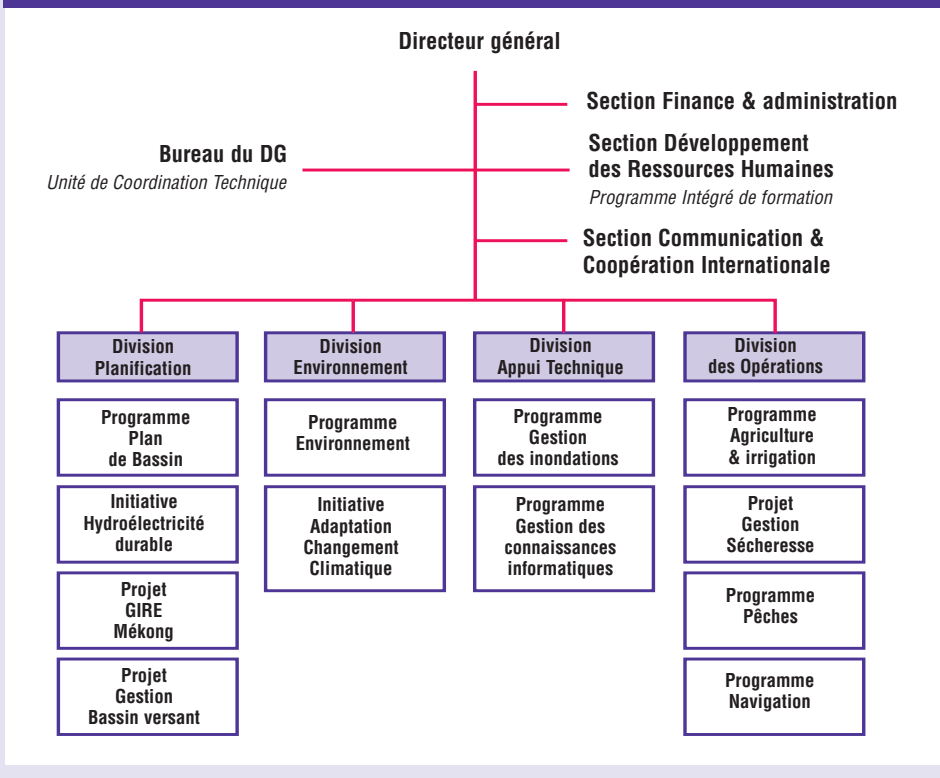 Directeur général
Section Finance & administration
Bureau du DG
Unité de Coordination Technique
Section Développement
des Ressources Humaines
Programme Intégré de formation
Section Communication &
Coopération Internationale
Division
Planification
Programme
Plan
de Bassin
Initiative
Hydroélectricité
durable
Projet
GIRE
Mékong
Projet
Gestion
Bassin versant
Division
Environnement
Programme
Environnement
Initiative
Adaptation
Changement
Climatique
Division
Appui Technique
Programme
Gestion
des inondations
Programme
Gestion des
connaissances
informatiques
Division
des Opérations
Programme
Agriculture
& irrigation
Projet
Gestion
Sécheresse
Programme
Pêches
Programme
Navigation